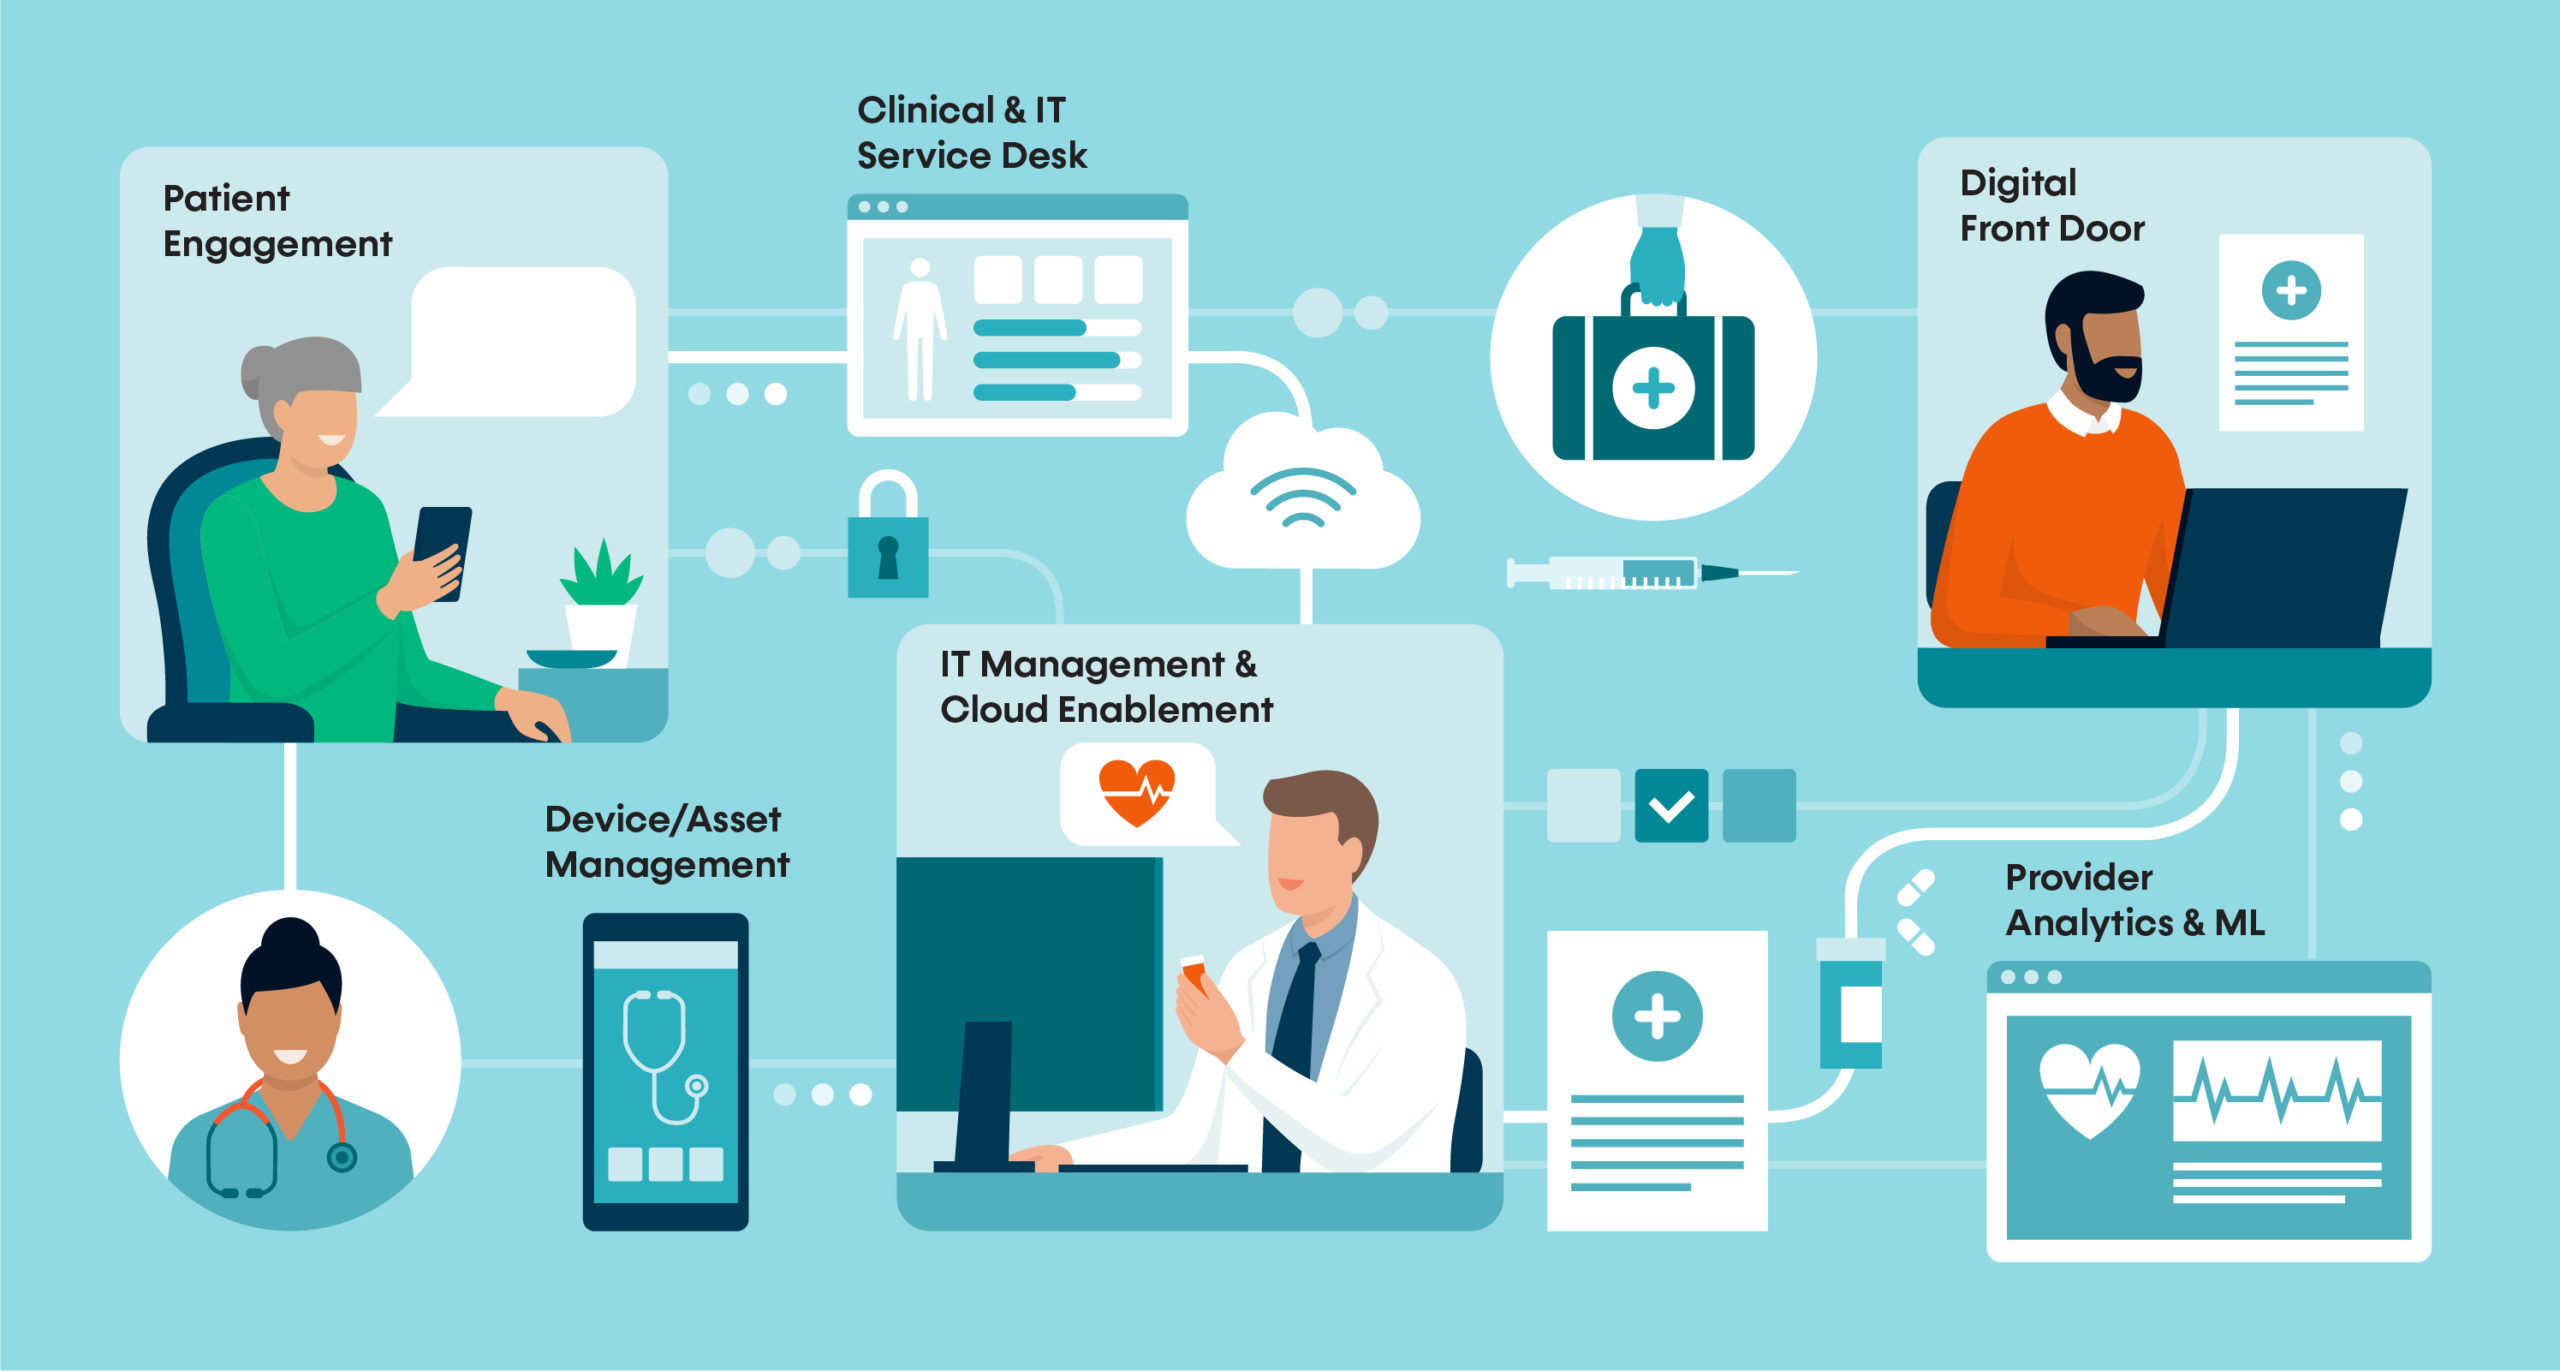 Patient
Engagement
Clinical & IT
Service Desk
Digital
Front Door
IT Management &
Cloud Enablement
Device/Asset
Management
Provider
Analytics & ML